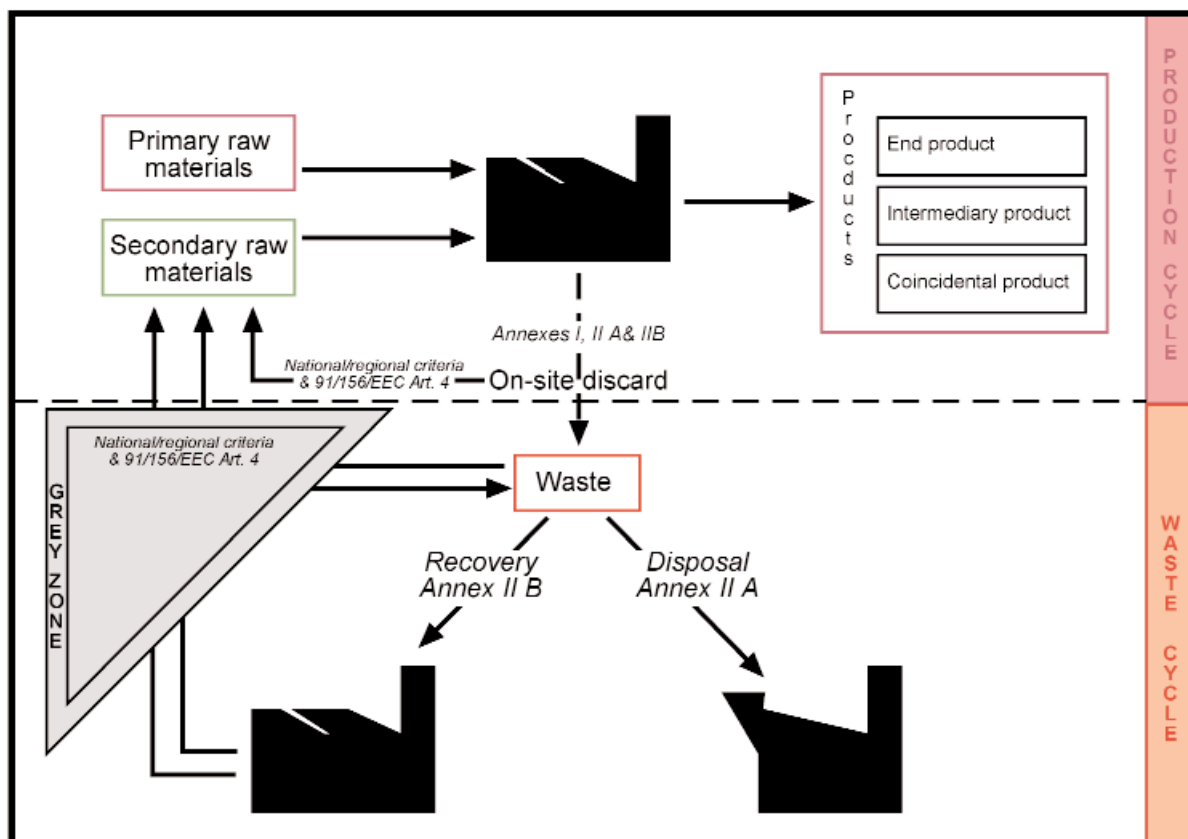 PRODUCTION CYCLE
Procducts
End product
Primary raw
materials
Intermediary product
Secondary raw
materials
Coincidental product
Annexes I, II A& IIB
National/regional criteria
& 91/156/EEC Art. 4
On-site discard
National/regional criteria
& 91/156/EEC Art. 4
GREY ZONE
Waste
WASTE CYCLE
Recovery
Annex II B
Disposal
Annex II A